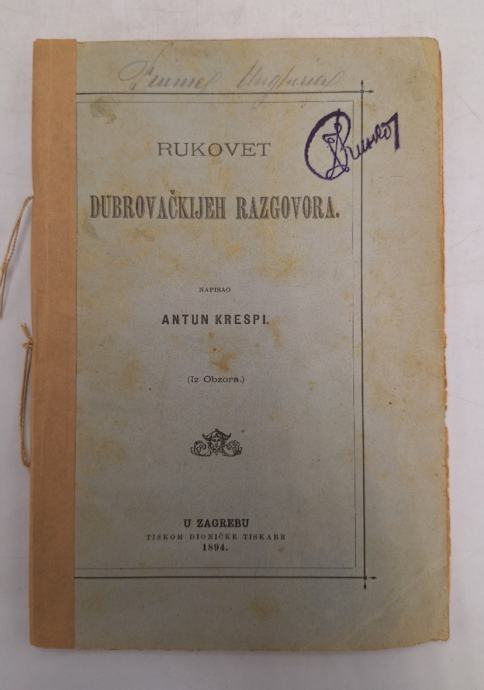 RUKOVET
DUBROVAČKIJEH RAZGOVORA.
NAPISAO
ANTUN KRESPI.
(Iz Obzora.)
U ZAGREBU
TISKOM DIONIČKE TISKARE
1894.